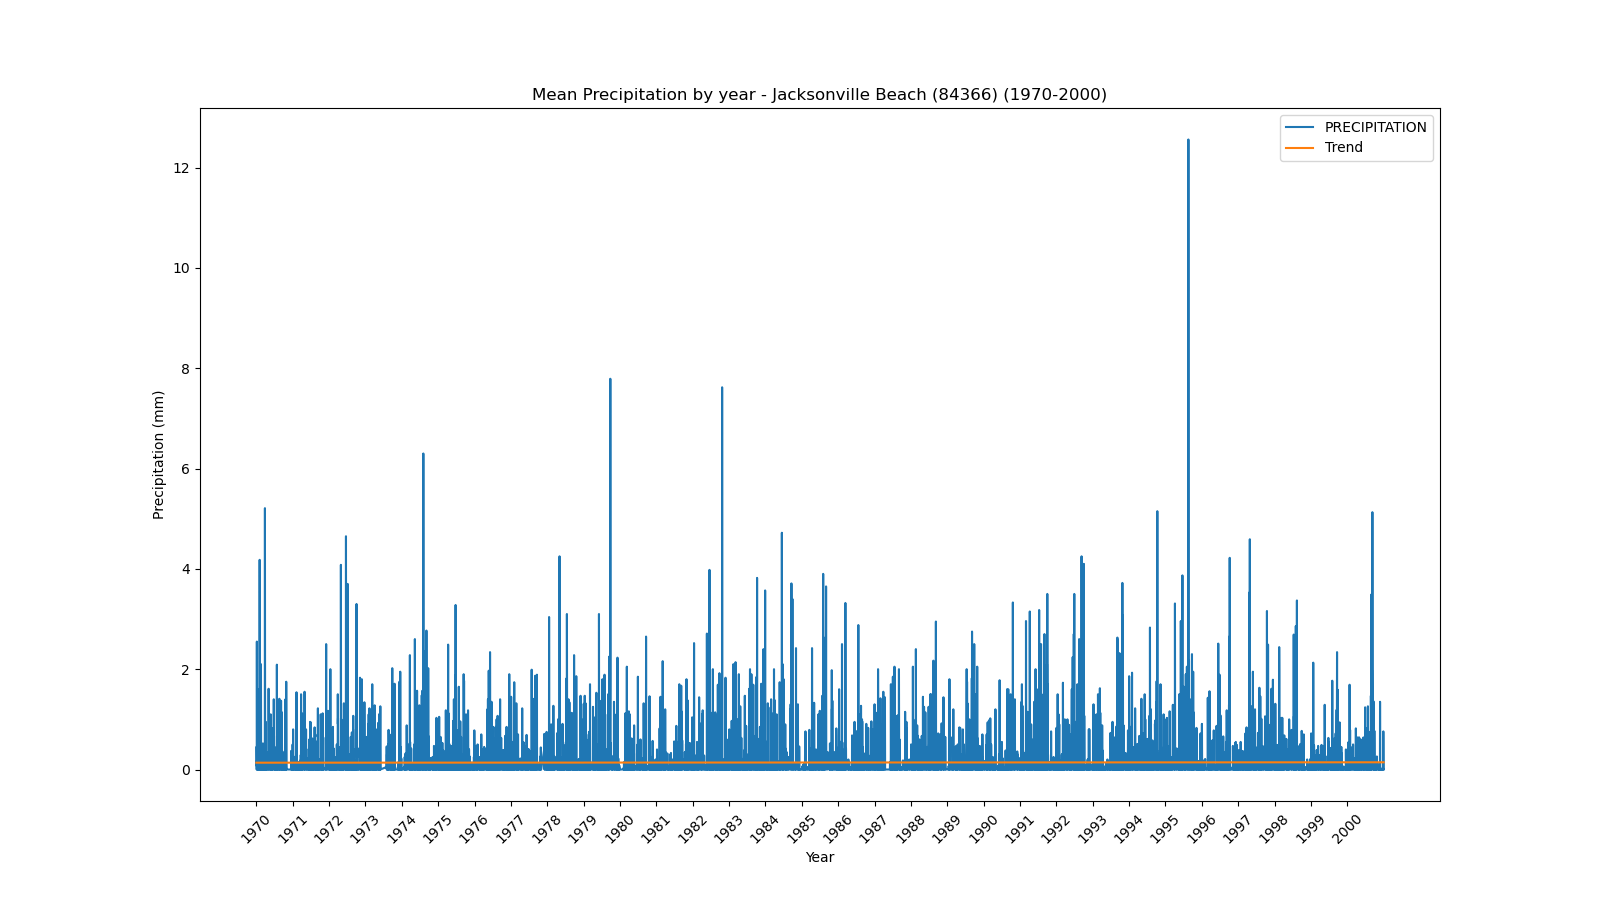 Mean Precipitation by year - Jacksonville Beach (84366) (1970-2000)
PRECIPITATION
Trend
12
10
8
6
4
2
0
Precipitation (mm)
1970 1971 1972 1973 1974 1975 1976 1977 1978 1979 1980 1981 1982 1983 1984 1985 1986 1987 1988 1989 1990 1991 1992 1993 1994 1995 1996 1997 1998 1999 2000
Year